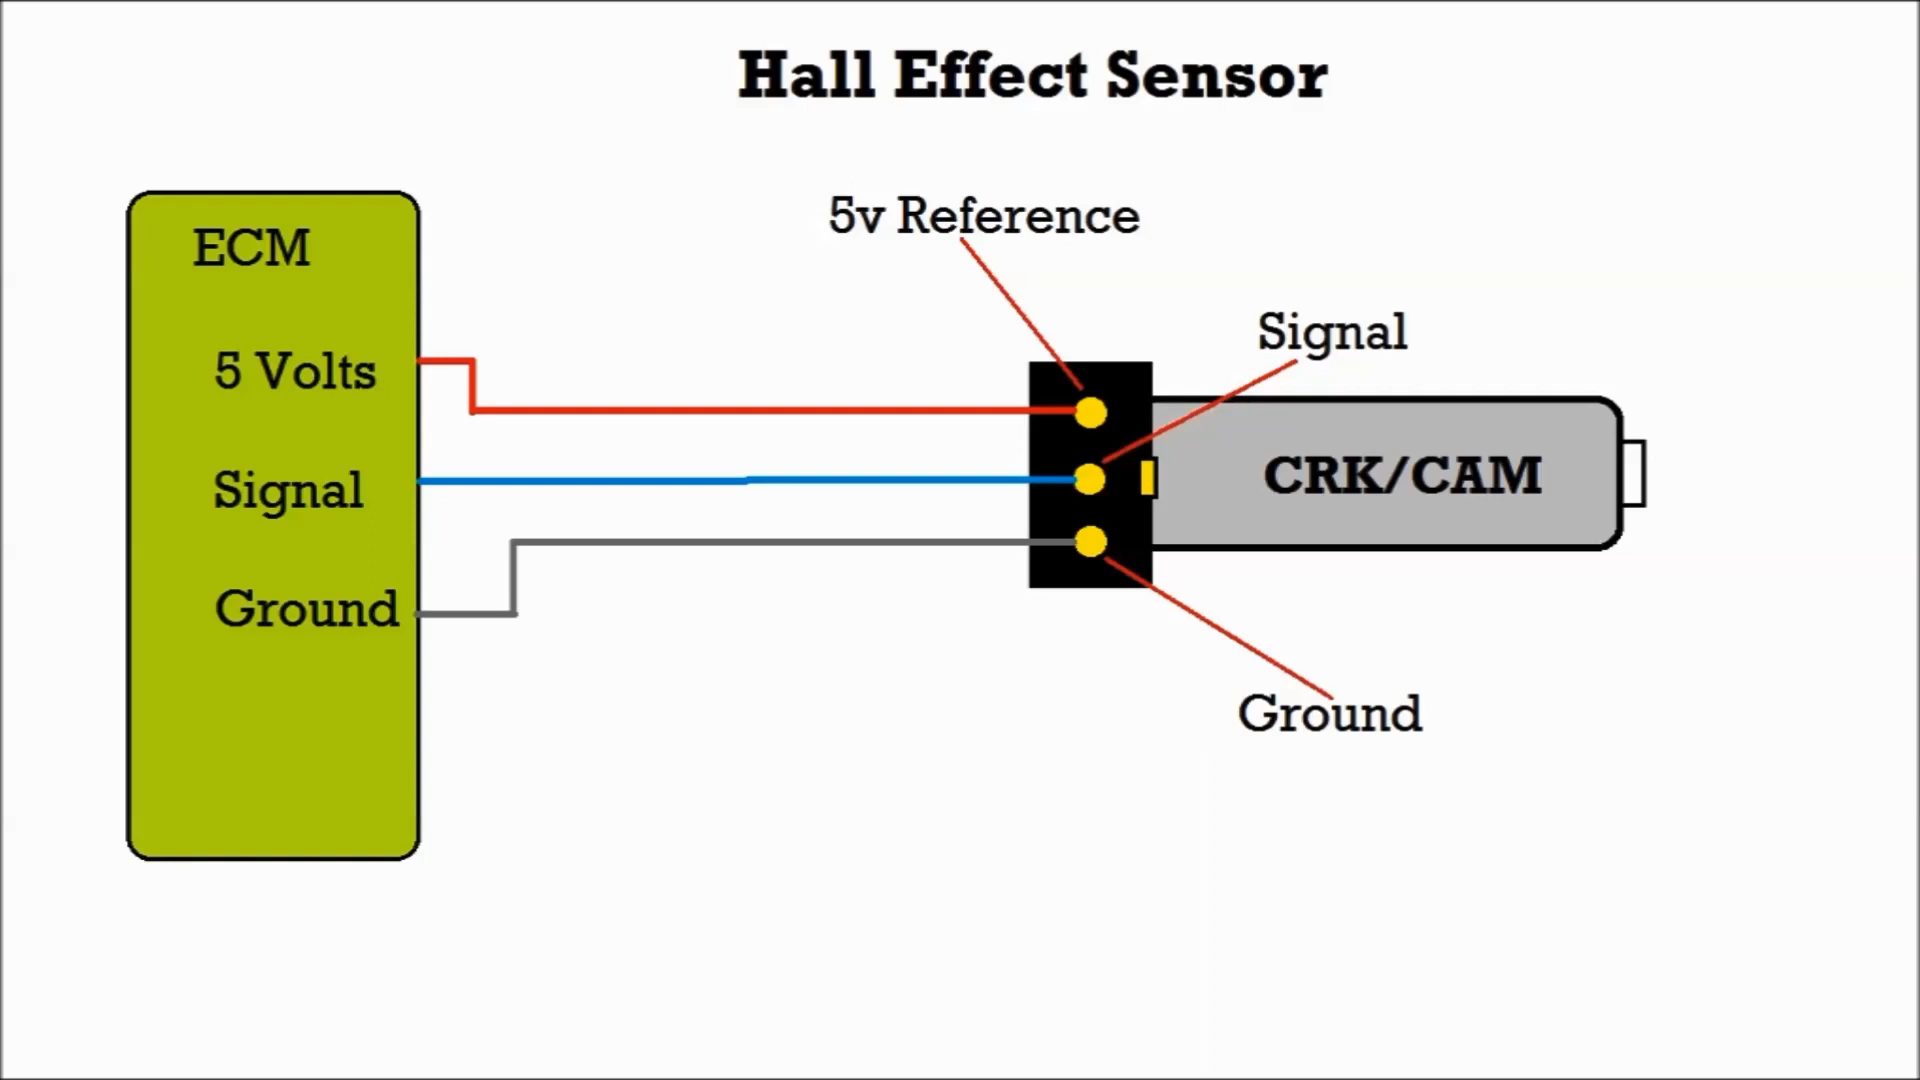 Hall Effect Sensor
5v Reference
ECM
Signal
5 Volts
CRK/CAM
Signal
Ground
Ground